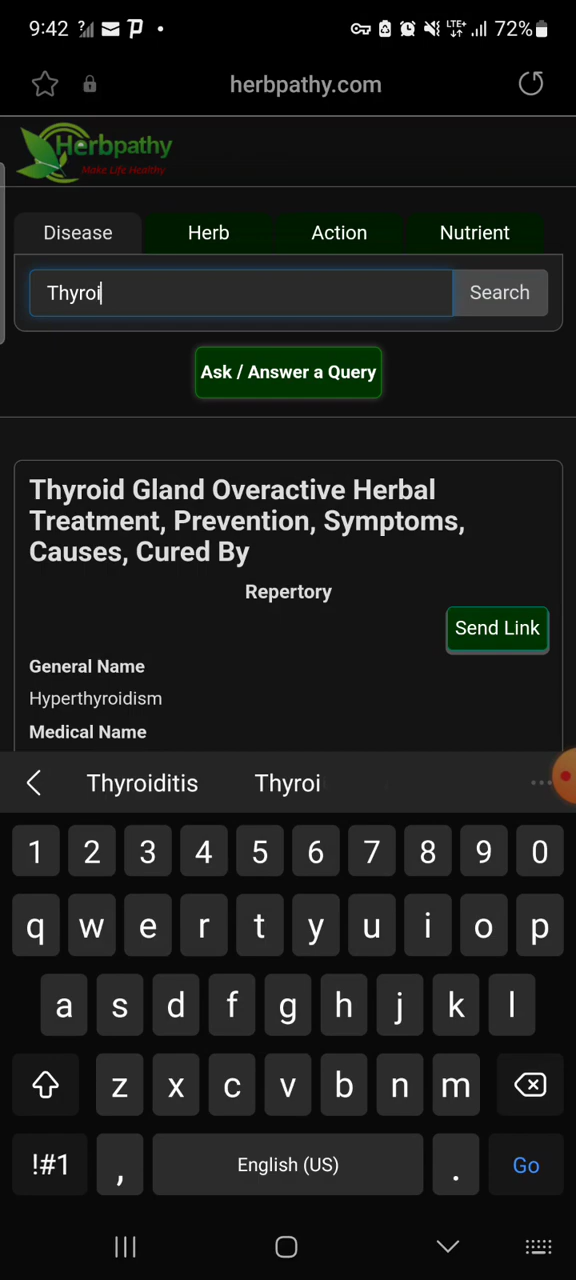 9:42
LTE+
72%
herbpathy.com
Herbpathy
Make Life Healthy
Disease Herb Action Nutrient
Thyroi Search
Ask / Answer a Query
Thyroid Gland Overactive Herbal
Treatment, Prevention, Symptoms,
Causes, Cured By
Repertory
Send Link
General Name
Hyperthyroidism
Medical Name
Thyroiditis Thyroi
1 2 3 4 5 6 7 8 9 0
q w e r t y u i o p
a s d f g h j k l
z x c v b n m
!#1 , English (US) . Go